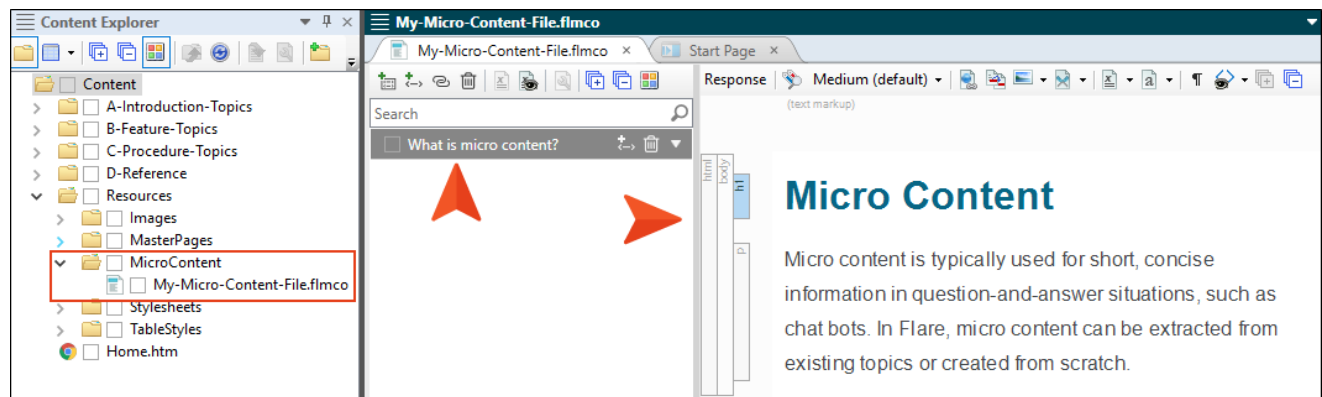 Content Explorer
Content
A-Introduction-Topics
B-Feature-Topics
C-Procedure-Topics
D-Reference
Resources
Images
MasterPages
MicroContent
My-Micro-Content-File.flmco
Stylesheets
TableStyles
Home.htm
My-Micro-Content-File.flmco
My-Micro-Content-File.flmco
Start Page
Search
What is micro content?
Response
Medium (default)
(text markup)
html
body
h1
p
Micro Content
Micro content is typically used for short, concise
information in question-and-answer situations, such as
chat bots. In Flare, micro content can be extracted from
existing topics or created from scratch.